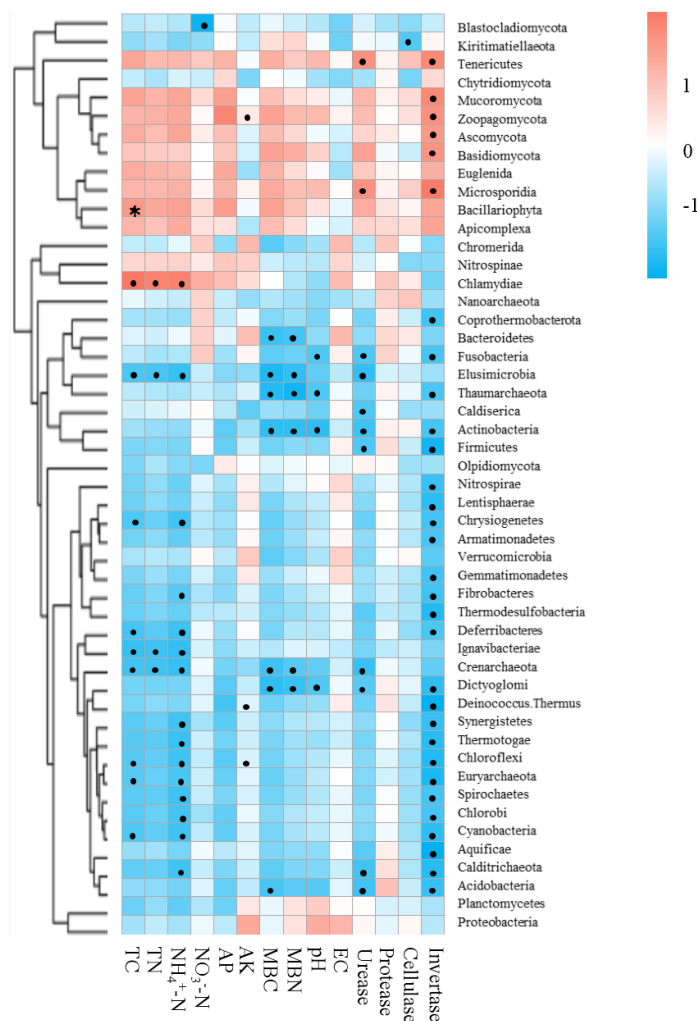 Blastocladiomycota
Kiritimatiellaeota
Tenericutes
Chytridiomycota
Mucoromycota
Zoopagomycota
Ascomycota
Basidiomycota
Euglenida
Microsporidia
Bacillariophyta
Apicomplexa
Chromerida
Nitrospinae
Chlamydiae
Nanoarchaeota
Coprothermobacterota
Bacteroidetes
Fusobacteria
Elusimicrobia
Thaumarchaeota
Caldiserica
Actinobacteria
Firmicutes
Olpidiomycota
Nitrospirae
Lentisphaerae
Chrysiogenetes
Armatimonadetes
Verrucomicrobia
Gemmatimonadetes
Fibrobacteres
Thermodesulfobacteria
Deferribacteres
Ignavibacteriae
Crenarchaeota
Dictyoglomi
Deinococcus.Thermus
Synergistetes
Thermotogae
Chloroflexi
Euryarchaeota
Spirochaetes
Chlorobi
Cyanobacteria
Aquificae
Calditrichaeota
Acidobacteria
Planctomycetes
Proteobacteria
1
0
-1
*
TC
TN
NH₄⁺-N
NO₃⁻-N
AP
AK
MBC
MBN
pH
EC
Urease
Protease
Cellulase
Invertase